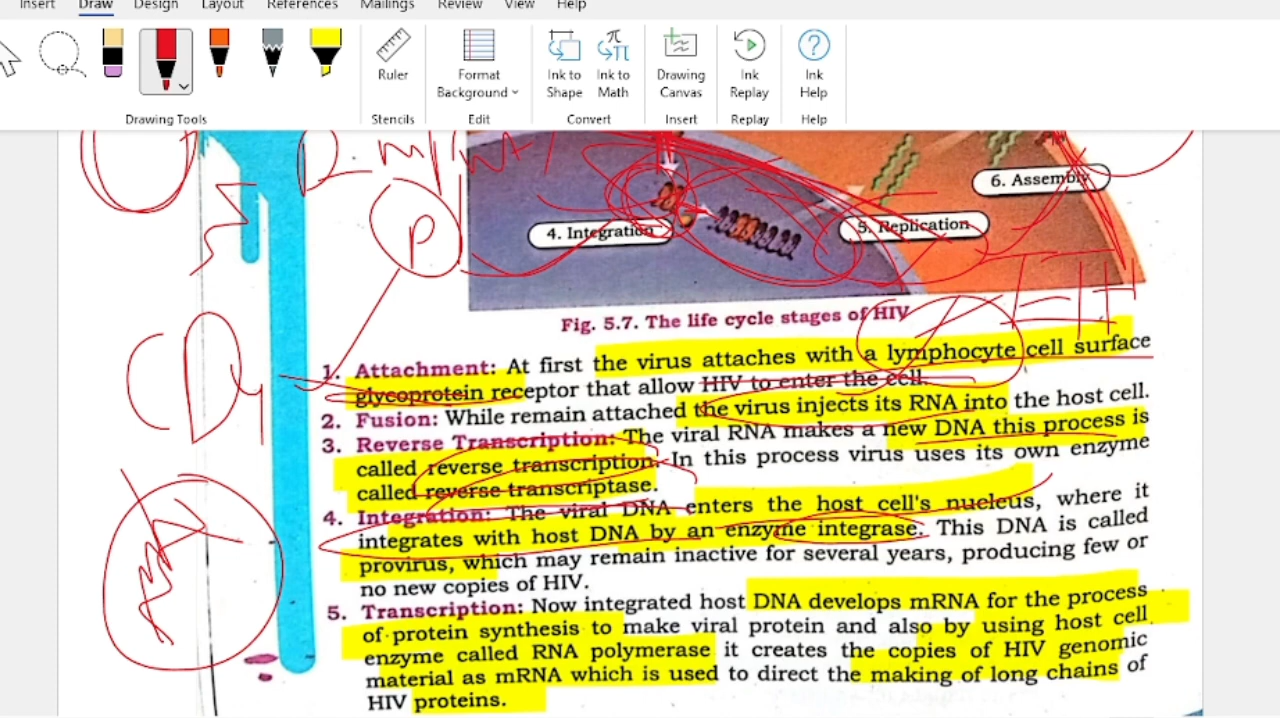 Insert Draw Design Layout References Mailings Review View Help
Ruler
Format Background
Ink to Shape
Ink to Math
Drawing Canvas
Ink Replay
Ink Help
Drawing Tools Stencils Edit Convert Insert Replay Help
6. Assembly
4. Integration
5. Replication
P
CD4
Fig. 5.7. The life cycle stages of HIV
1. Attachment: At first the virus attaches with a lymphocyte cell surface
glycoprotein receptor that allow HIV to enter the cell.
2. Fusion: While remain attached the virus injects its RNA into the host cell.
3. Reverse Transcription: The viral RNA makes a new DNA this process is
called reverse transcription. In this process virus uses its own enzyme
called reverse transcriptase.
4. Integration: The viral DNA enters the host cell's nucleus, where it
integrates with host DNA by an enzyme integrase. This DNA is called
provirus, which may remain inactive for several years, producing few or
no new copies of HIV.
5. Transcription: Now integrated host DNA develops mRNA for the process
of protein synthesis to make viral protein and also by using host cell
enzyme called RNA polymerase it creates the copies of HIV genomic
material as mRNA which is used to direct the making of long chains of
HIV proteins.